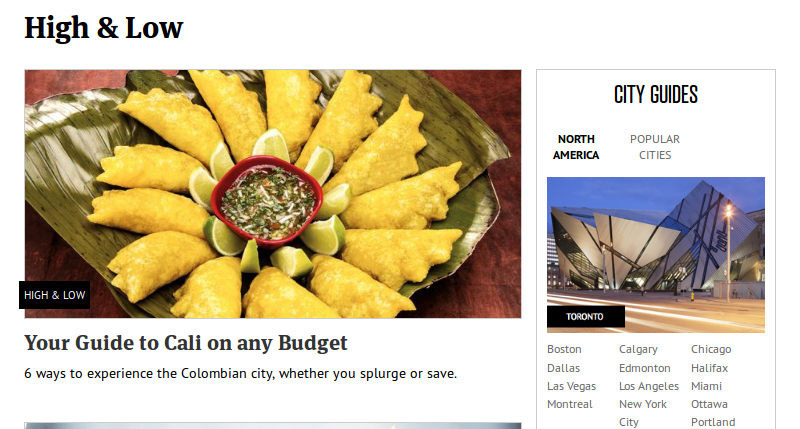 High & Low
HIGH & LOW
Your Guide to Cali on any Budget
6 ways to experience the Colombian city, whether you splurge or save.
CITY GUIDES
NORTH
AMERICA
POPULAR
CITIES
TORONTO
Boston Calgary Chicago
Dallas Edmonton Halifax
Las Vegas Los Angeles Miami
Montreal New York Ottawa
City Portland